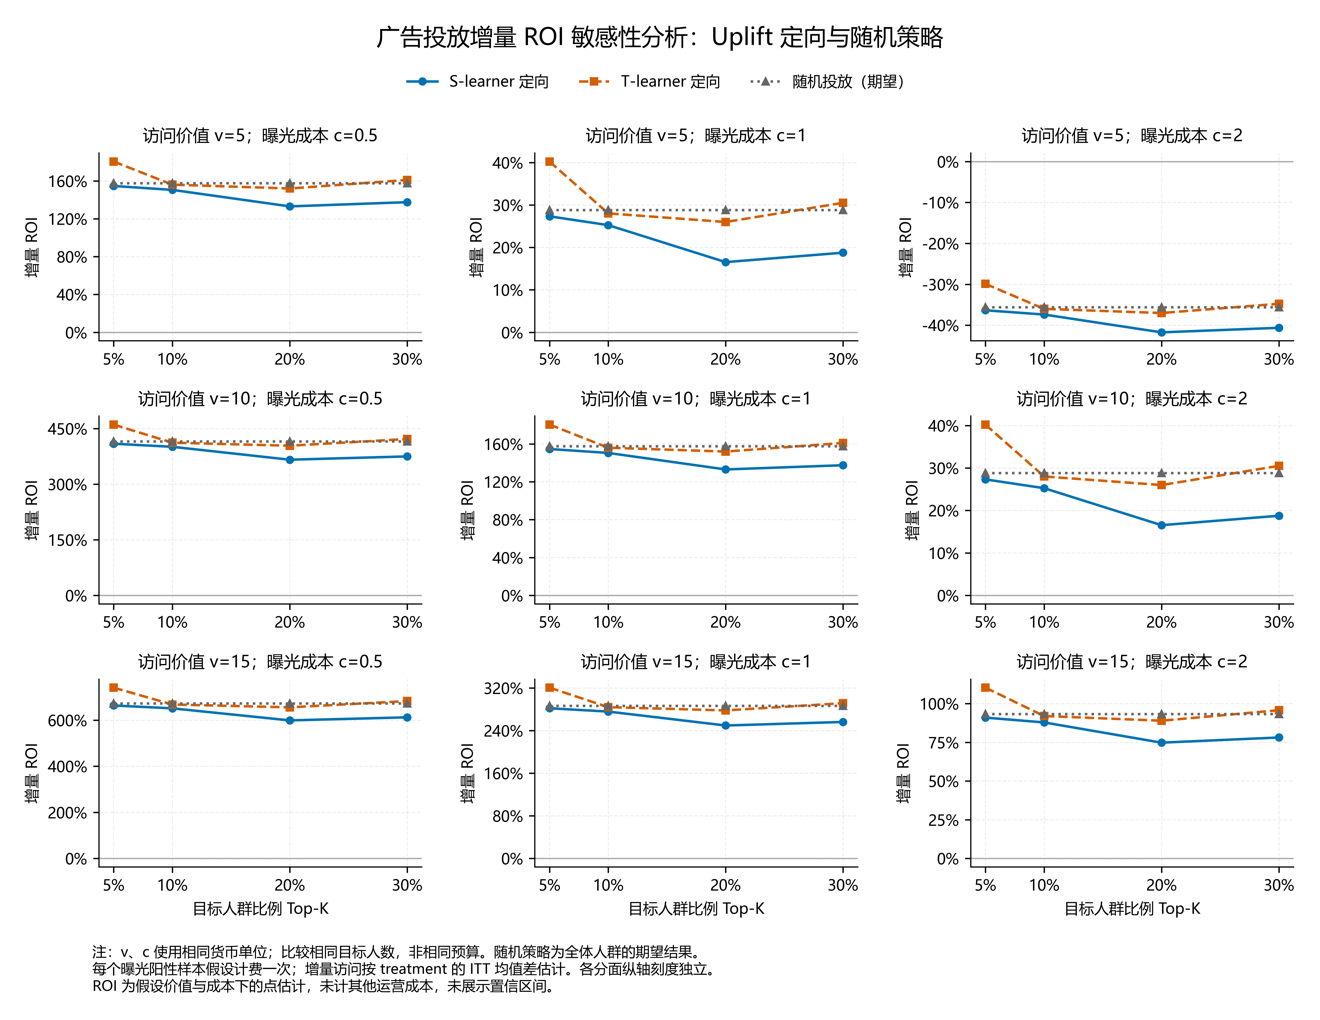 广告投放增量 ROI 敏感性分析：Uplift 定向与随机策略
S-learner 定向
T-learner 定向
随机投放（期望）
访问价值 v=5；曝光成本 c=0.5
增量 ROI
160%
120%
80%
40%
0%
5%
10%
20%
30%
访问价值 v=5；曝光成本 c=1
增量 ROI
40%
30%
20%
10%
0%
5%
10%
20%
30%
访问价值 v=5；曝光成本 c=2
增量 ROI
0%
-10%
-20%
-30%
-40%
5%
10%
20%
30%
访问价值 v=10；曝光成本 c=0.5
增量 ROI
450%
300%
150%
0%
5%
10%
20%
30%
访问价值 v=10；曝光成本 c=1
增量 ROI
160%
120%
80%
40%
0%
5%
10%
20%
30%
访问价值 v=10；曝光成本 c=2
增量 ROI
40%
30%
20%
10%
0%
5%
10%
20%
30%
访问价值 v=15；曝光成本 c=0.5
增量 ROI
600%
400%
200%
0%
5%
10%
20%
30%
目标人群比例 Top-K
访问价值 v=15；曝光成本 c=1
增量 ROI
320%
240%
160%
80%
0%
5%
10%
20%
30%
目标人群比例 Top-K
访问价值 v=15；曝光成本 c=2
增量 ROI
100%
75%
50%
25%
0%
5%
10%
20%
30%
目标人群比例 Top-K
注：v、c 使用相同货币单位；比较相同目标人数，非相同预算。随机策略为全体人群的期望结果。
每个曝光阳性样本假设计费一次；增量访问按 treatment 的 ITT 均值差估计。各分面纵轴刻度独立。
ROI 为假设价值与成本下的点估计，未计其他运营成本，未展示置信区间。